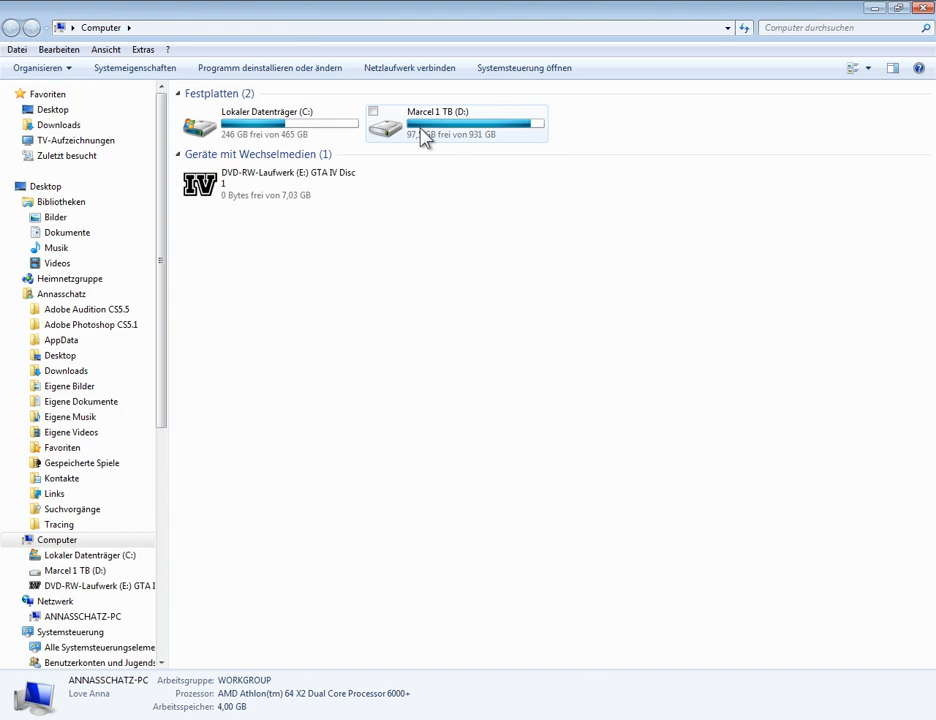 Computer
Computer durchsuchen
Datei Bearbeiten Ansicht Extras ?
Organisieren Systemeigenschaften Programm deinstallieren oder ändern Netzlaufwerk verbinden Systemsteuerung öffnen
Favoriten
Desktop
Downloads
TV-Aufzeichnungen
Zuletzt besucht
Desktop
Bibliotheken
Bilder
Dokumente
Musik
Videos
Heimnetzgruppe
Annasschatz
Adobe Audition CS5.5
Adobe Photoshop CS5.1
AppData
Desktop
Downloads
Eigene Bilder
Eigene Dokumente
Eigene Musik
Eigene Videos
Favoriten
Gespeicherte Spiele
Kontakte
Links
Suchvorgänge
Tracing
Computer
Lokaler Datenträger (C:)
Marcel 1 TB (D:)
DVD-RW-Laufwerk (E:) GTA I
Netzwerk
ANNASSCHATZ-PC
Systemsteuerung
Alle Systemsteuerungseleme
Benutzerkonten und Jugends
Festplatten (2)
Lokaler Datenträger (C:)
246 GB frei von 465 GB
Marcel 1 TB (D:)
frei von 931 GB
Geräte mit Wechselmedien (1)
IV
DVD-RW-Laufwerk (E:) GTA IV Disc
1
0 Bytes frei von 7,03 GB
ANNASSCHATZ-PC Arbeitsgruppe: WORKGROUP
Love Anna Prozessor: AMD Athlon(tm) 64 X2 Dual Core Processor 6000+
Arbeitsspeicher: 4,00 GB